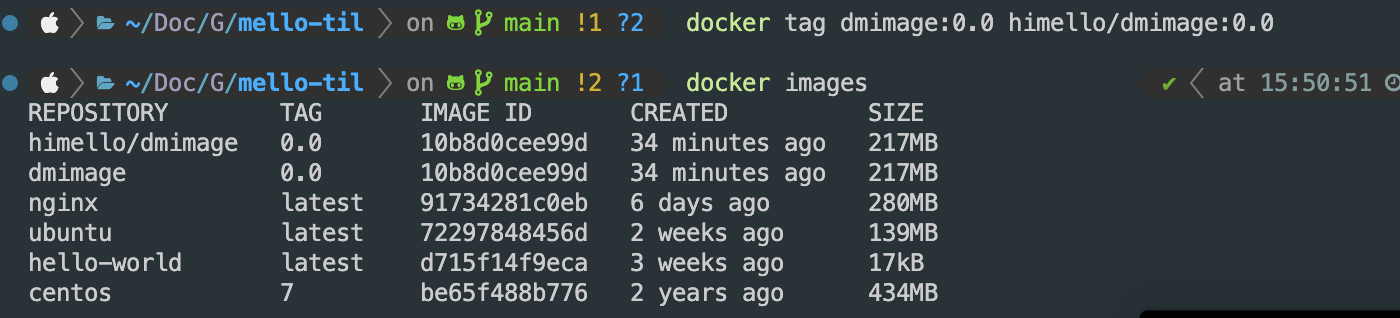 ~/Doc/G/mello-til on main !1 ?2 docker tag dmimage:0.0 himello/dmimage:0.0
~/Doc/G/mello-til on main !2 ?1 docker images ✔ at 15:50:51
REPOSITORY TAG IMAGE ID CREATED SIZE
himello/dmimage 0.0 10b8d0cee99d 34 minutes ago 217MB
dmimage 0.0 10b8d0cee99d 34 minutes ago 217MB
nginx latest 91734281c0eb 6 days ago 280MB
ubuntu latest 72297848456d 2 weeks ago 139MB
hello-world latest d715f14f9eca 3 weeks ago 17kB
centos 7 be65f488b776 2 years ago 434MB